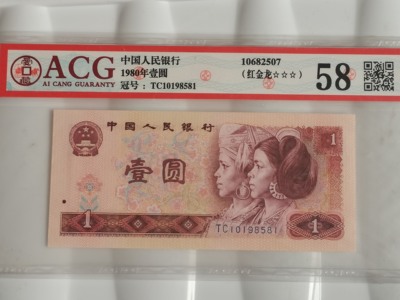 ACG
AI CANG GUARANTY
中国人民银行
1980年壹圆
冠号：TC10198581
10682507
(红金龙☆☆☆)
58
中国人民银行
1
壹圆
TC10198581
1
1